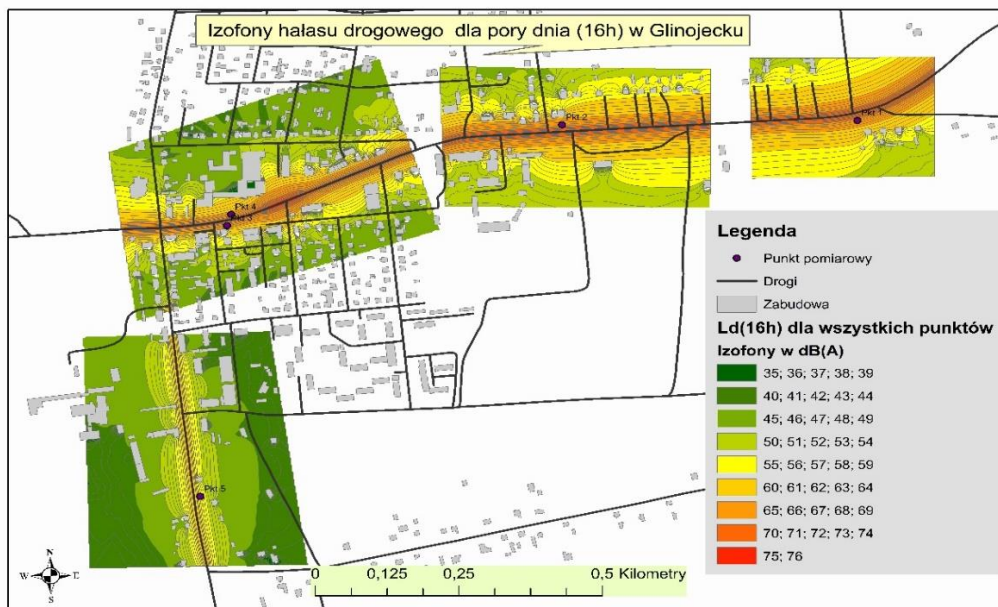 Izofony hałasu drogowego dla pory dnia (16h) w Glinojecku
Pkt 2
Pkt 1
Pkt 4
Pkt 3
Pkt 5
Legenda
Punkt pomiarowy
Drogi
Zabudowa
Ld(16h) dla wszystkich punktów
Izofony w dB(A)
35; 36; 37; 38; 39
40; 41; 42; 43; 44
45; 46; 47; 48; 49
50; 51; 52; 53; 54
55; 56; 57; 58; 59
60; 61; 62; 63; 64
65; 66; 67; 68; 69
70; 71; 72; 73; 74
75; 76
N
W E
S
0 0,125 0,25 0,5 Kilometry